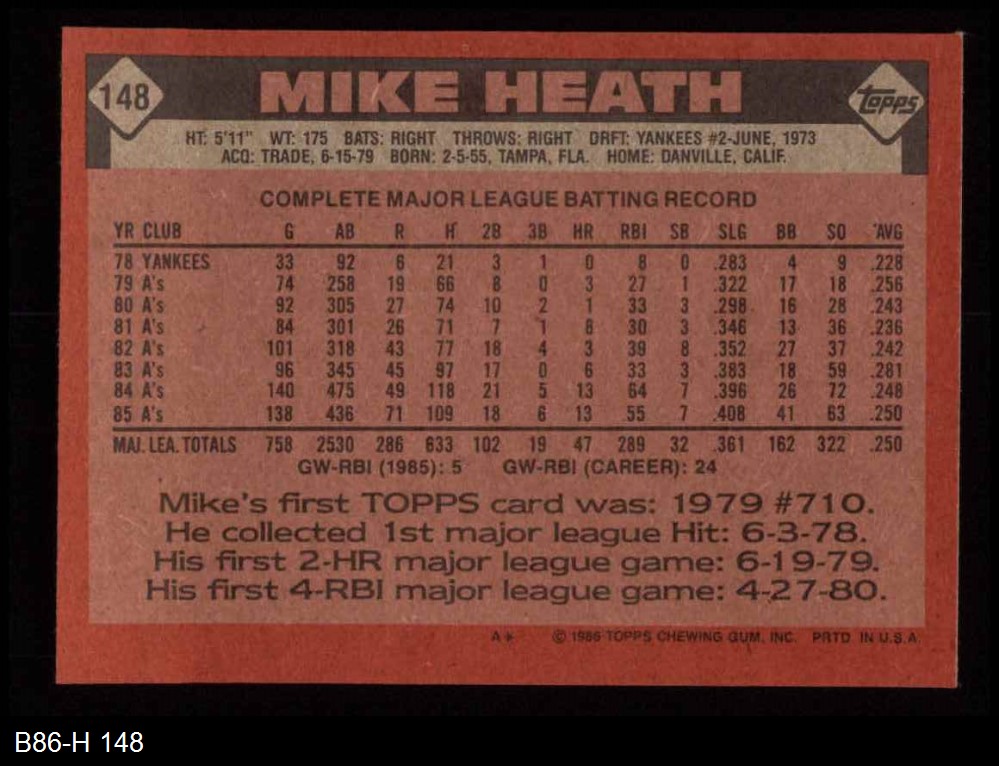 148
MIKE HEATH
topps
HT: 5'11" WT: 175 BATS: RIGHT THROWS: RIGHT DRFT: YANKEES #2-JUNE, 1973
ACQ: TRADE, 6-15-79 BORN: 2-5-55, TAMPA, FLA. HOME: DANVILLE, CALIF.
COMPLETE MAJOR LEAGUE BATTING RECORD
YR CLUB G AB R H 2B 3B HR RBI SB SLG BB SO AVG
78 YANKEES 33 92 6 21 3 1 0 8 0 .283 4 9 .228
79 A's 74 258 19 66 8 0 3 27 1 .322 17 18 .256
80 A's 92 305 27 74 10 2 1 33 3 .298 16 28 .243
81 A's 84 301 26 71 7 1 8 30 3 .346 13 36 .236
82 A's 101 318 43 77 18 4 3 39 8 .352 27 37 .242
83 A's 96 345 45 97 17 0 6 33 3 .383 18 59 .281
84 A's 140 475 49 118 21 5 13 64 7 .396 26 72 .248
85 A's 138 436 71 109 18 6 13 55 7 .408 41 63 .250
MAJ. LEA. TOTALS 758 2530 286 633 102 19 47 289 32 .361 162 322 .250
GW-RBI (1985): 5 GW-RBI (CAREER): 24
Mike's first TOPPS card was: 1979 #710.
He collected 1st major league Hit: 6-3-78.
His first 2-HR major league game: 6-19-79.
His first 4-RBI major league game: 4-27-80.
A* © 1986 TOPPS CHEWING GUM, INC. PRTD. IN U.S.A.
B86-H 148